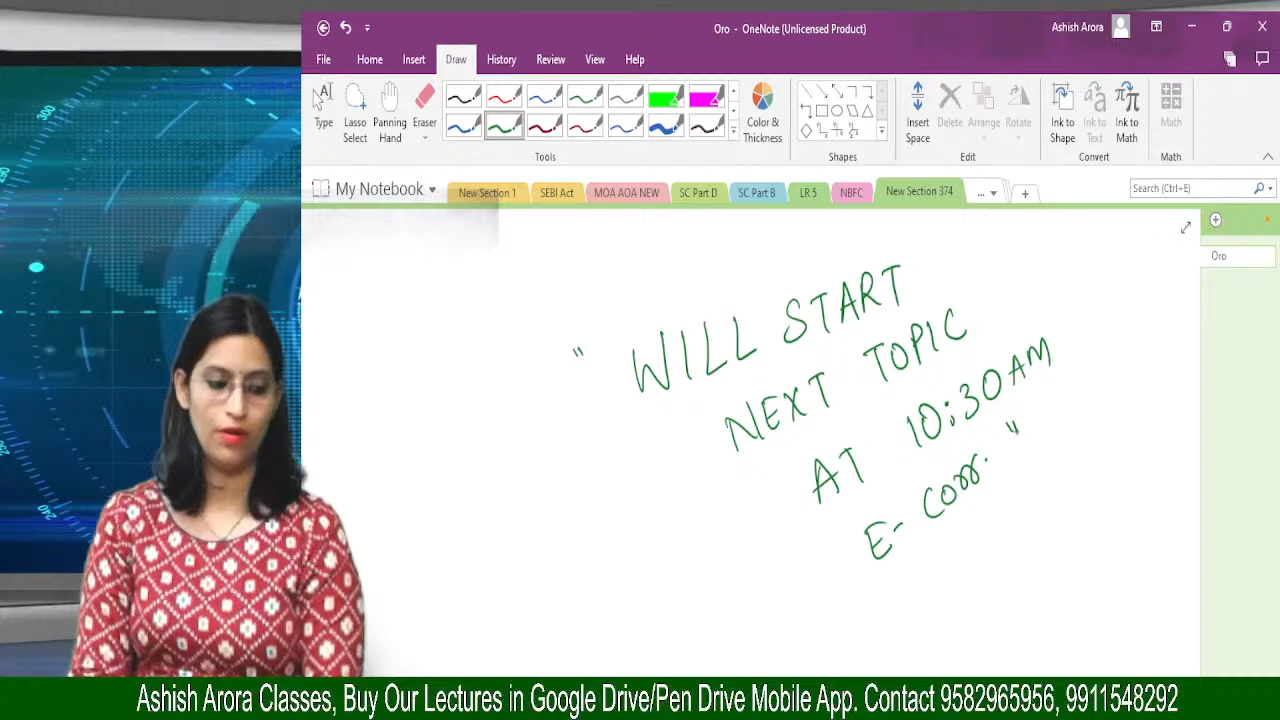 Oro - OneNote (Unlicensed Product)
Ashish Arora
File Home Insert Draw History Review View Help
Type
Lasso Select
Panning Hand
Eraser
Color & Thickness
Insert Space
Delete
Arrange
Rotate
Ink to Shape
Ink to Text
Ink to Math
Math
Tools
Shapes
Edit
Convert
Math
My Notebook
New Section 1
SEBI Act
MOA AOA NEW
SC Part D
SC Part B
LR 5
NBFC
New Section 374
...
Search (Ctrl+E)
Oro
" WILL START
NEXT TOPIC
AT 10:30 AM
E- Corr. "
300
240
Ashish Arora Classes, Buy Our Lectures in Google Drive/Pen Drive Mobile App. Contact 9582965956, 9911548292